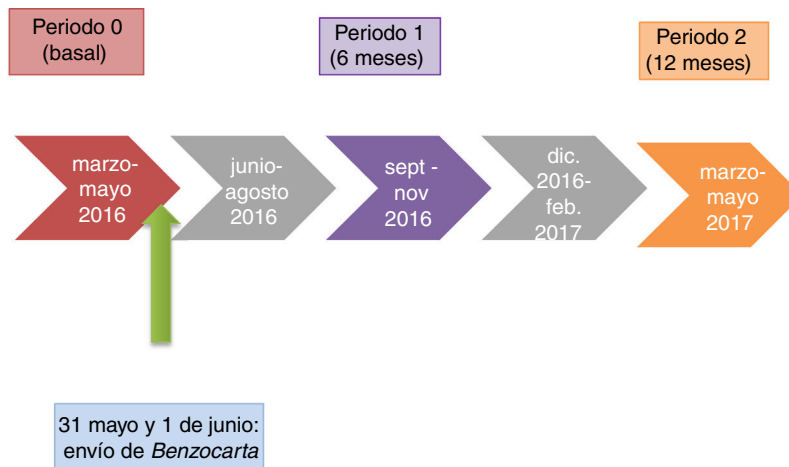 Periodo 0
(basal)
Periodo 1
(6 meses)
Periodo 2
(12 meses)
marzo-
mayo
2016
junio-
agosto
2016
sept -
nov
2016
dic.
2016-
feb.
2017
marzo-
mayo
2017
31 mayo y 1 de junio:
envío de Benzocarta